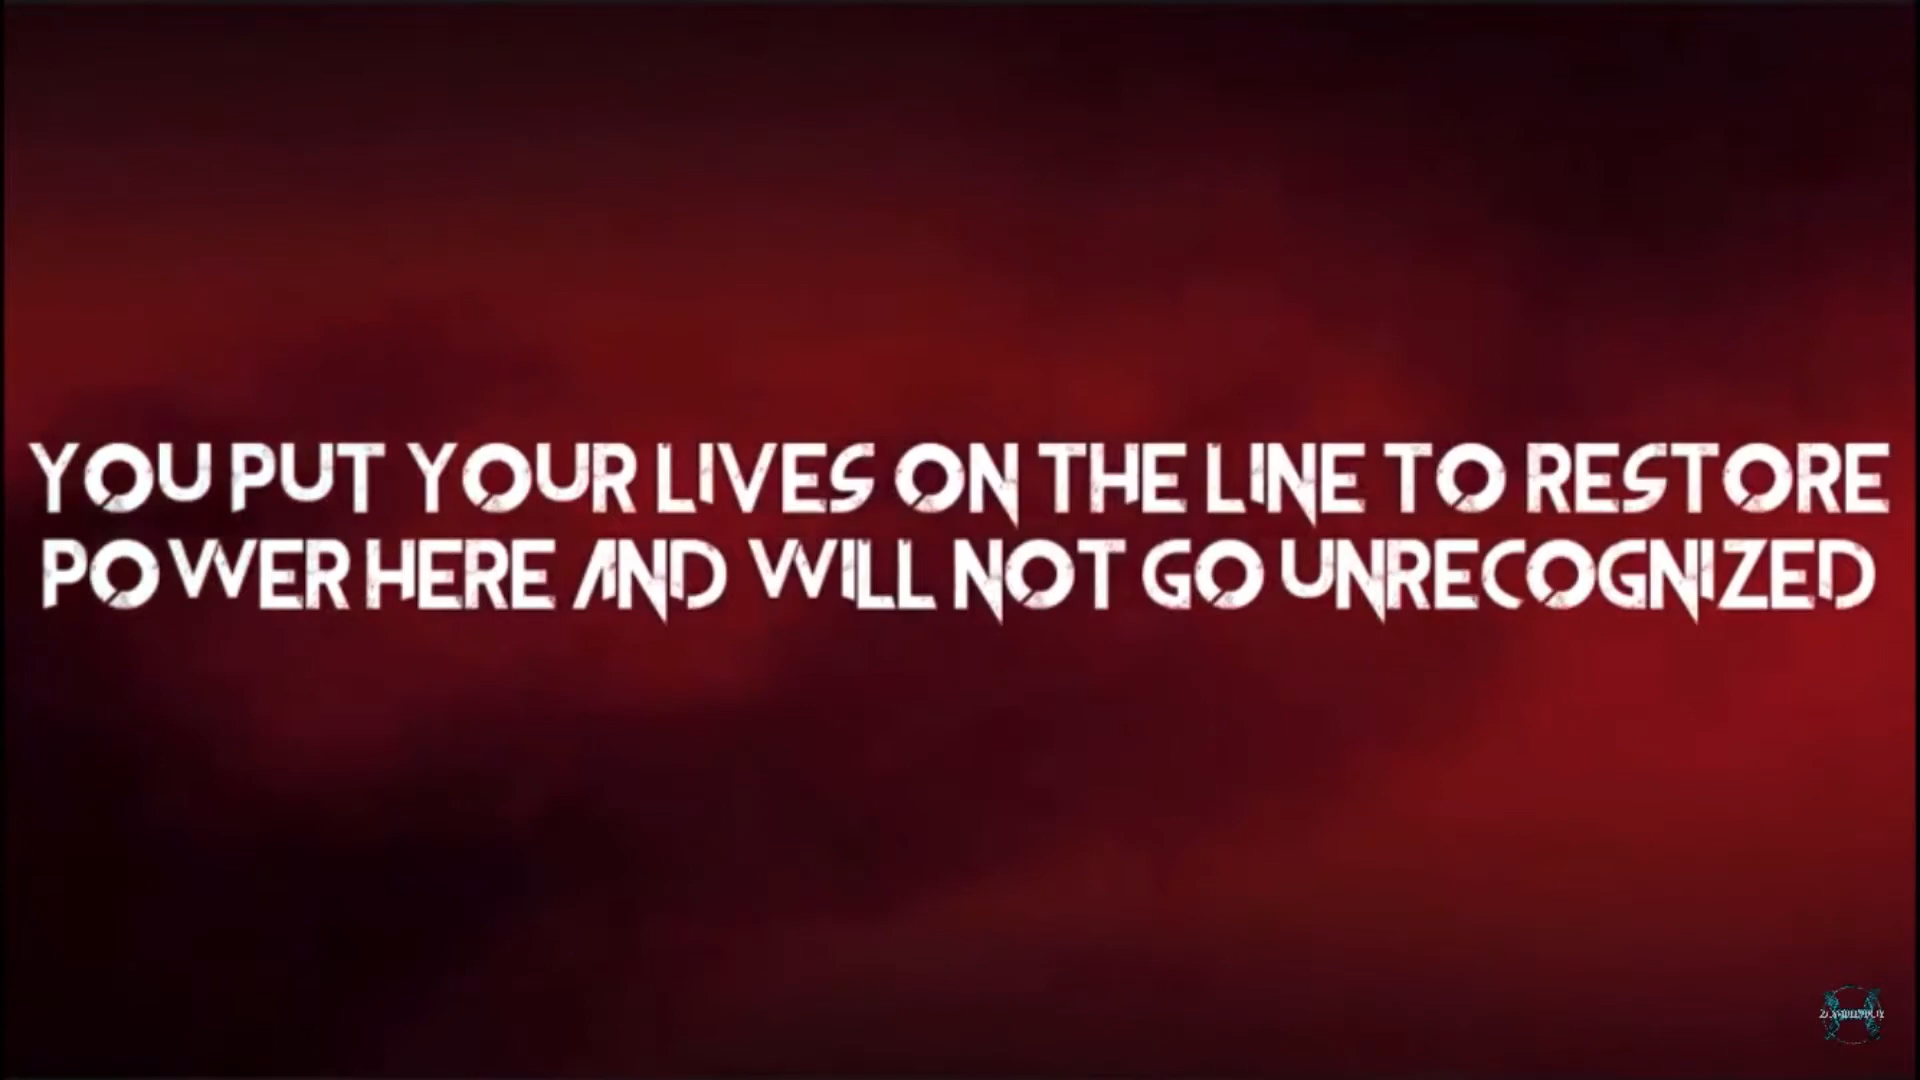 YOU PUT YOUR LIVES ON THE LINE TO RESTORE
POWER HERE AND WILL NOT GO UNRECOGNIZED